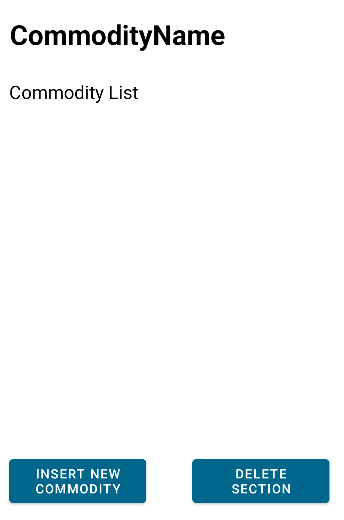 CommodityName
Commodity List
INSERT NEW
COMMODITY
DELETE
SECTION